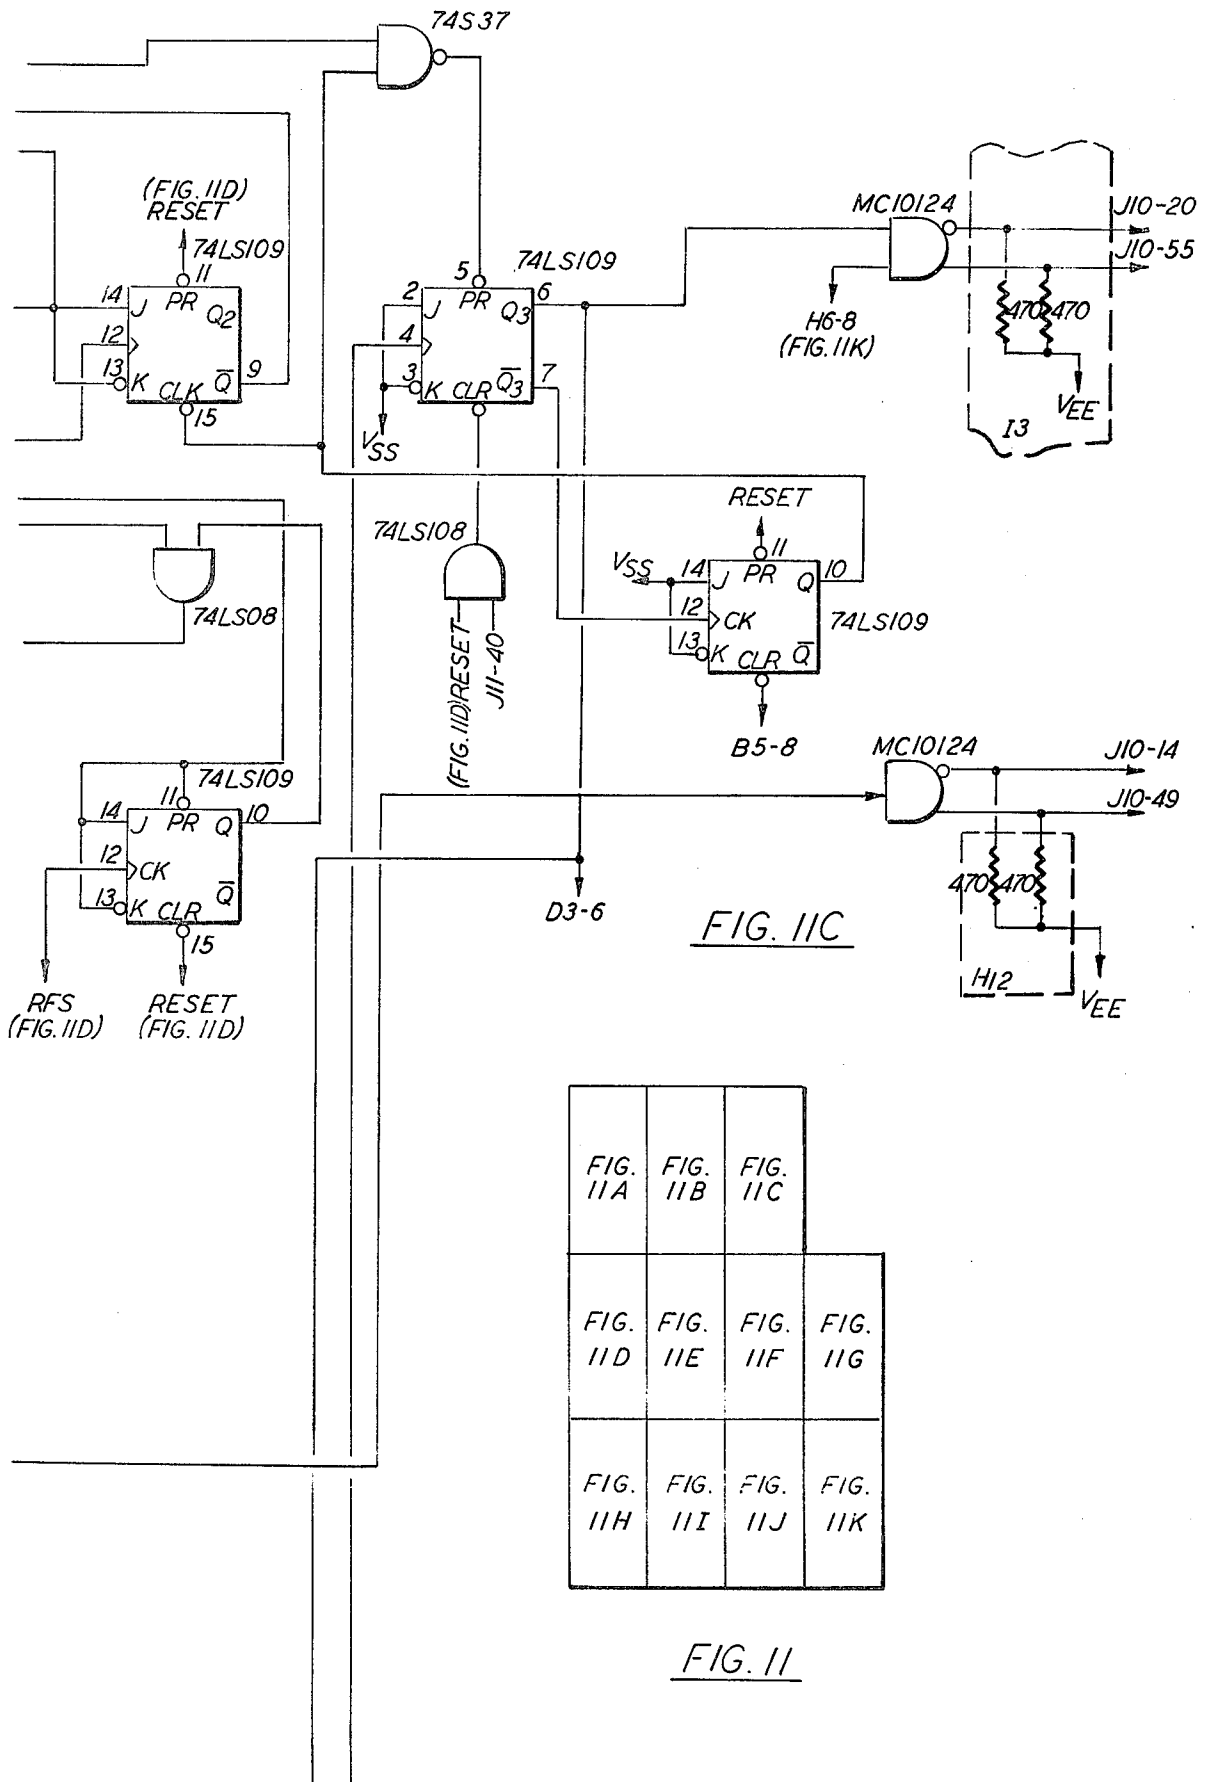 74S37
(FIG. 11D)
RESET
74LS109
11
14 J PR Q2
12
13 K CLK Q̅ 9
15
74LS109
5
2 J PR Q3 6
4
3 K CLR Q̅3 7
VSS
MC10124
J10-20
J10-55
H6-8
(FIG. 11K)
470 470
VEE
I3
74LS108
(FIG. 11D) RESET
J11-40
74LS08
RESET
11
VSS 14 J PR Q 10
12 CK
13 K CLR Q̅
74LS109
B5-8
74LS109
11
14 J PR Q 10
12 CK
13 K CLR Q̅
15
RFS
(FIG. 11D)
RESET
(FIG. 11D)
D3-6
MC10124
J10-14
J10-49
470 470
H12
VEE
FIG. 11C
FIG. 11A
FIG. 11B
FIG. 11C
FIG. 11D
FIG. 11E
FIG. 11F
FIG. 11G
FIG. 11H
FIG. 11I
FIG. 11J
FIG. 11K
FIG. 11